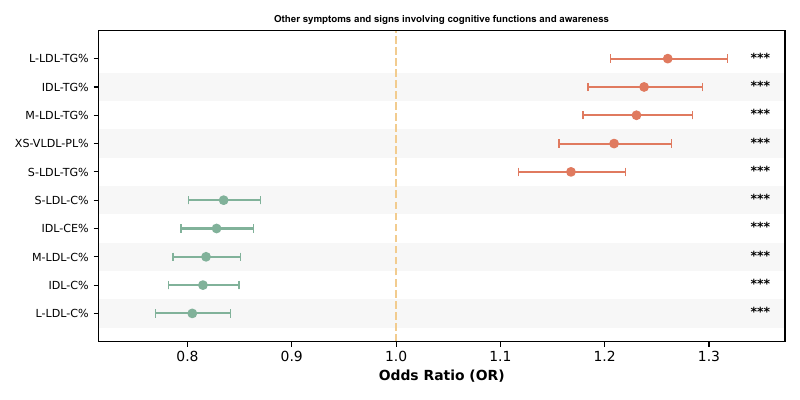 Other symptoms and signs involving cognitive functions and awareness
L-LDL-TG% ***
IDL-TG% ***
M-LDL-TG% ***
XS-VLDL-PL% ***
S-LDL-TG% ***
S-LDL-C% ***
IDL-CE% ***
M-LDL-C% ***
IDL-C% ***
L-LDL-C% ***
0.8 0.9 1.0 1.1 1.2 1.3
Odds Ratio (OR)